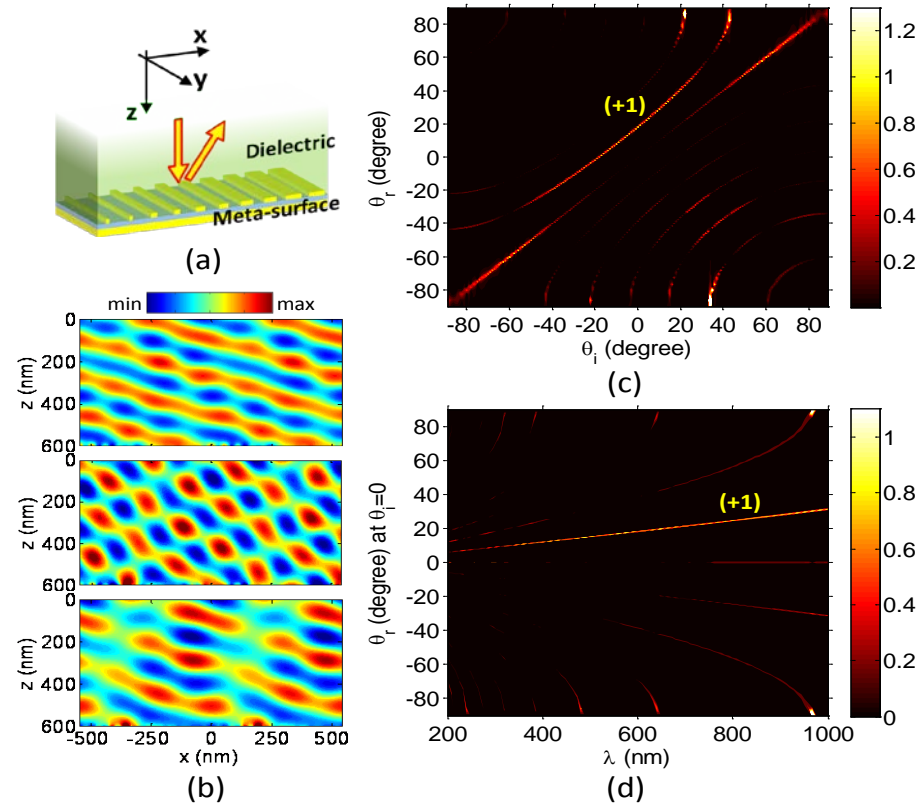 x
y
z
Dielectric
Meta-surface
(a)
min max
0
200
400
600
z (nm)
0
200
400
600
z (nm)
0
200
400
600
z (nm)
-500 -250 0 250 500
x (nm)
(b)
80
60
40
20
0
-20
-40
-60
-80
θr (degree)
(+1)
-80 -60 -40 -20 0 20 40 60 80
θi (degree)
1.2
1
0.8
0.6
0.4
0.2
(c)
80
60
40
20
0
-20
-40
-60
-80
θr (degree) at θi=0
(+1)
200 400 600 800 1000
λ (nm)
1
0.8
0.6
0.4
0.2
0
(d)